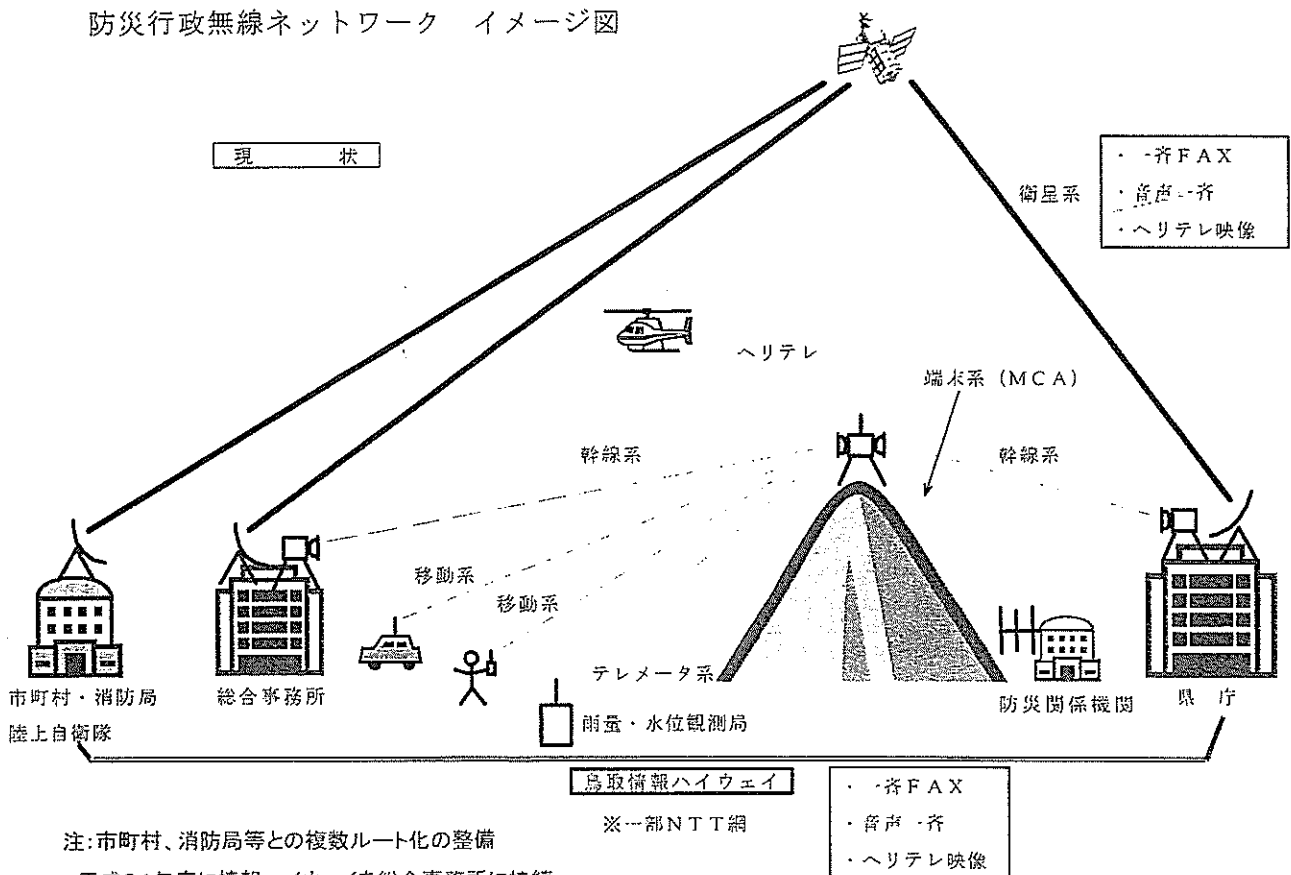 防災行政無線ネットワーク　イメージ図
現　　　状
・一斉FAX
・音声一斉
・ヘリテレ映像
衛星系
ヘリテレ
端末系（MCA）
幹線系
幹線系
移動系
移動系
テレメータ系
市町村・消防局
陸上自衛隊
総合事務所
雨量・水位観測局
防災関係機関
県　庁
鳥取情報ハイウェイ
※一部NTT網
・一斉FAX
・音声一斉
・ヘリテレ映像
注:市町村、消防局等との複数ルート化の整備